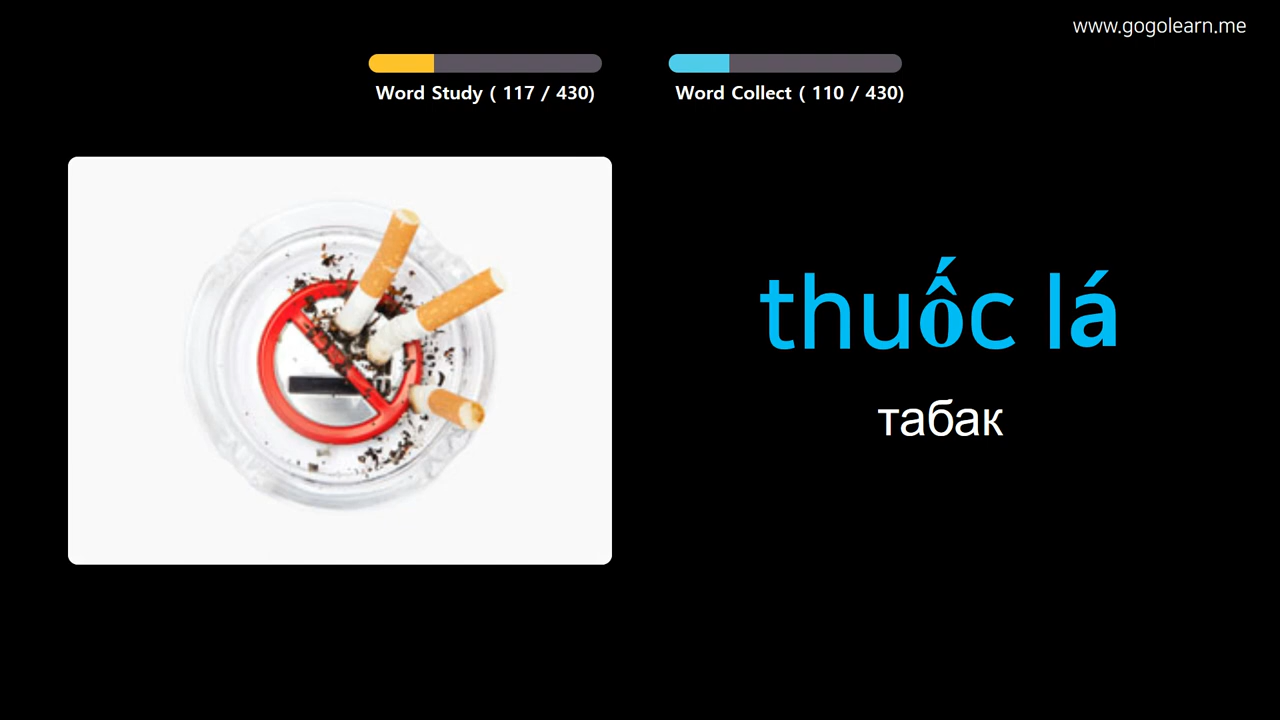 www.gogolearn.me
Word Study ( 117 / 430)
Word Collect ( 110 / 430)
thuốc lá
табак